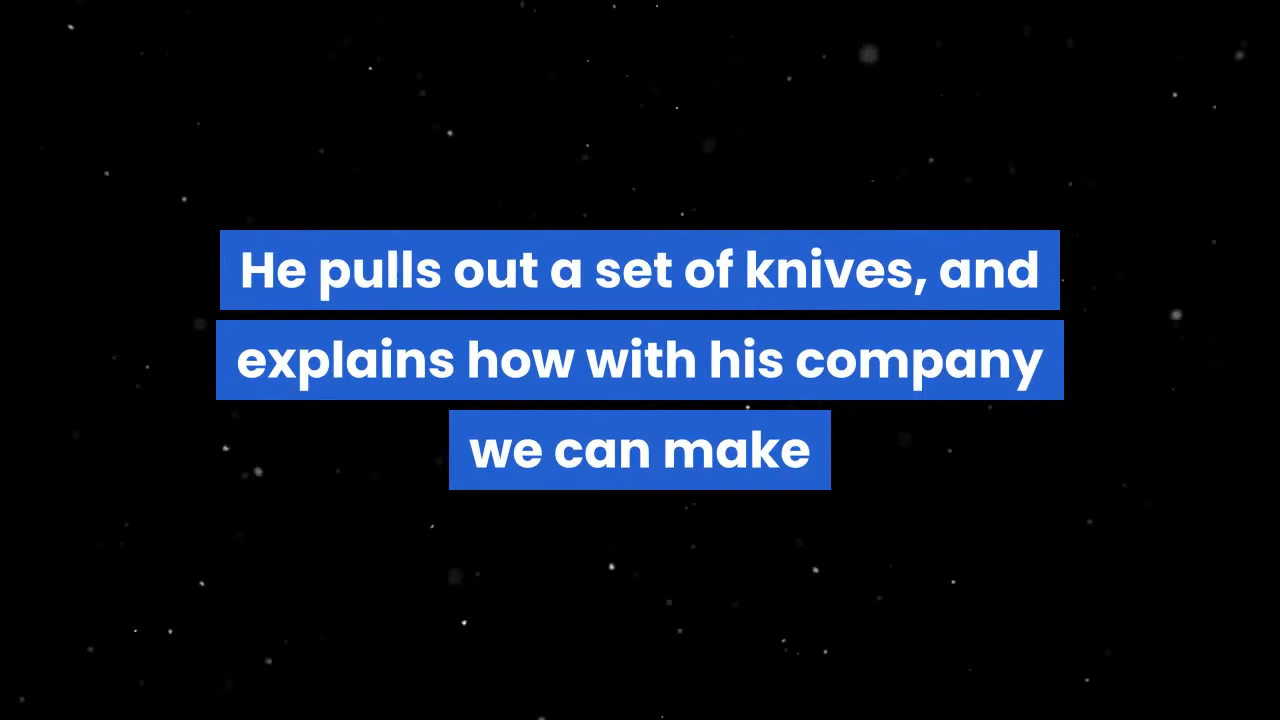 He pulls out a set of knives, and
explains how with his company
we can make